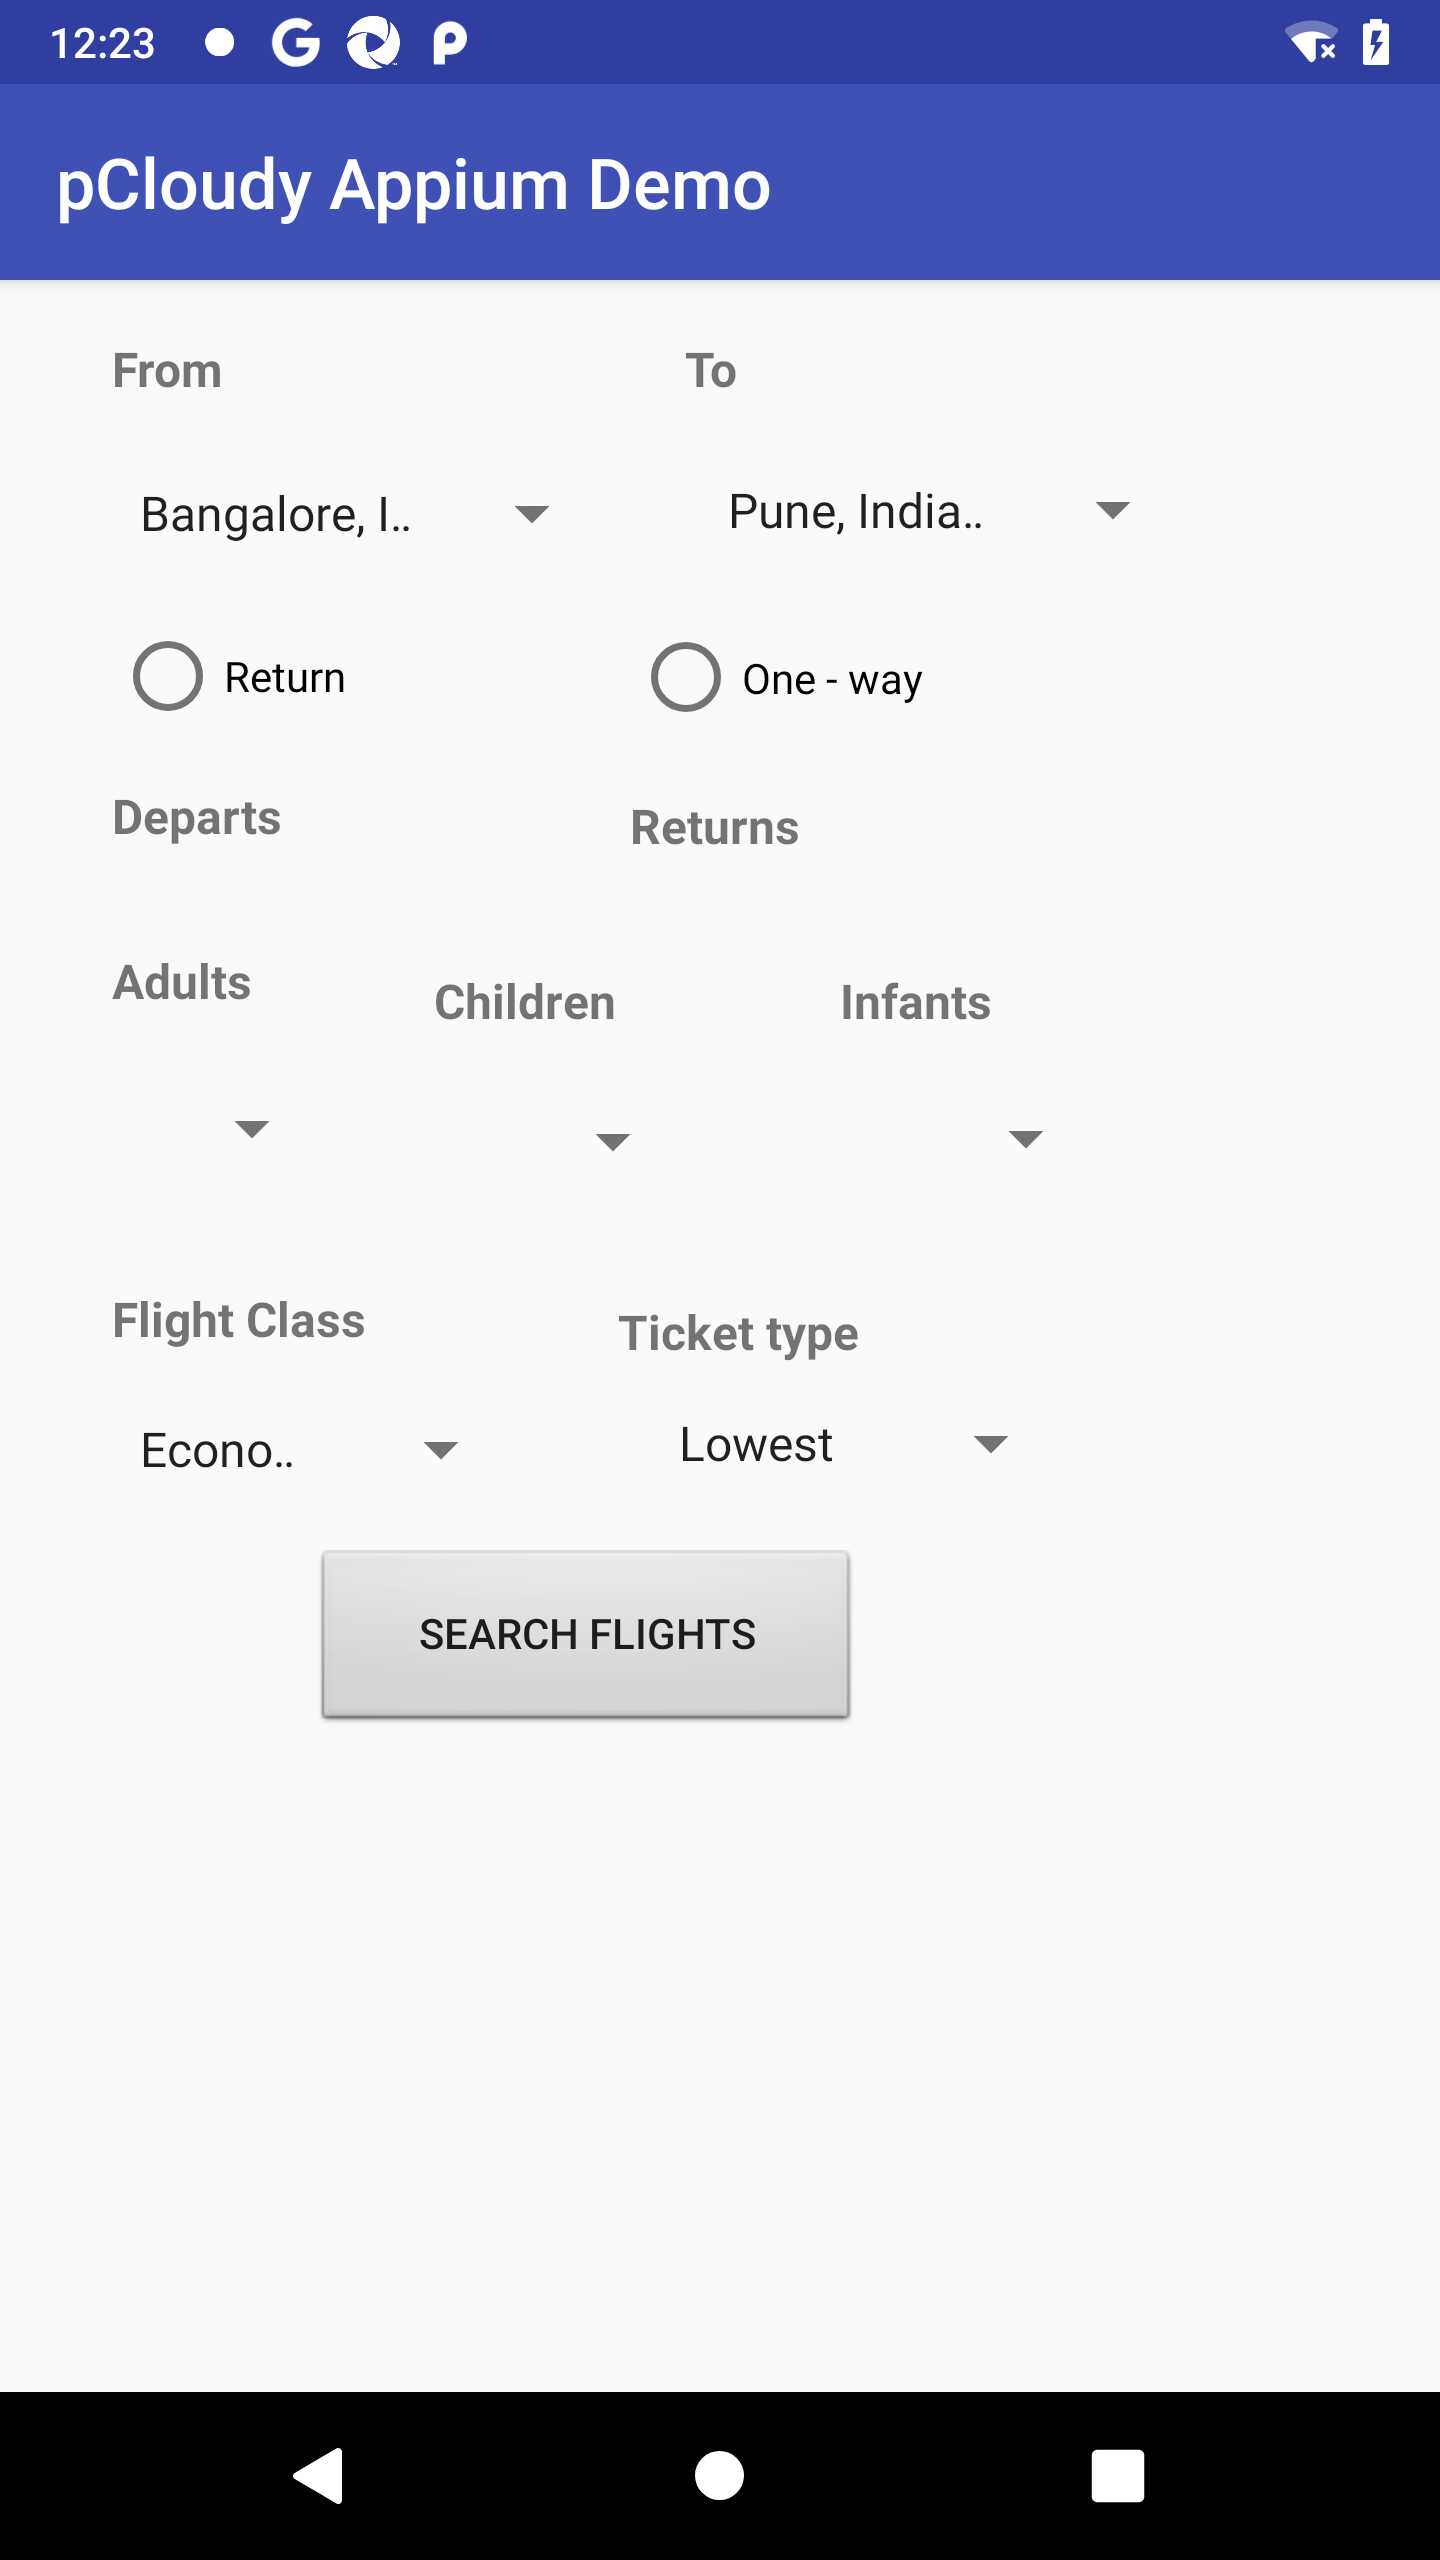 12:23
pCloudy Appium Demo
From To
Bangalore, I.. Pune, India..
Return One - way
Departs Returns
Adults Children Infants
Flight Class Ticket type
Econo.. Lowest
SEARCH FLIGHTS